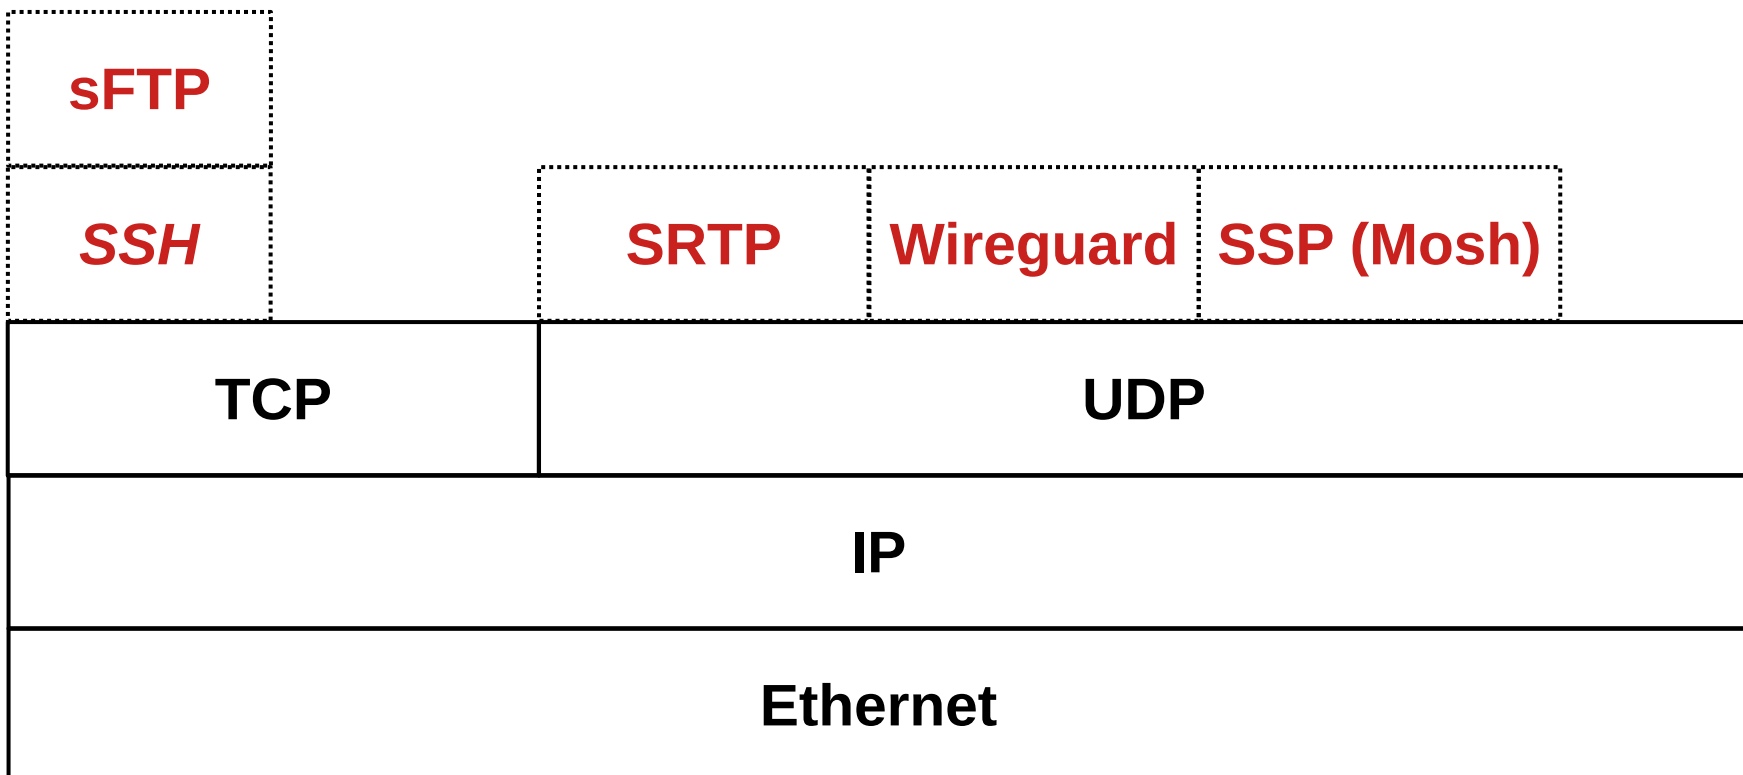 sFTP
SSH
SRTP
Wireguard
SSP (Mosh)
TCP
UDP
IP
Ethernet